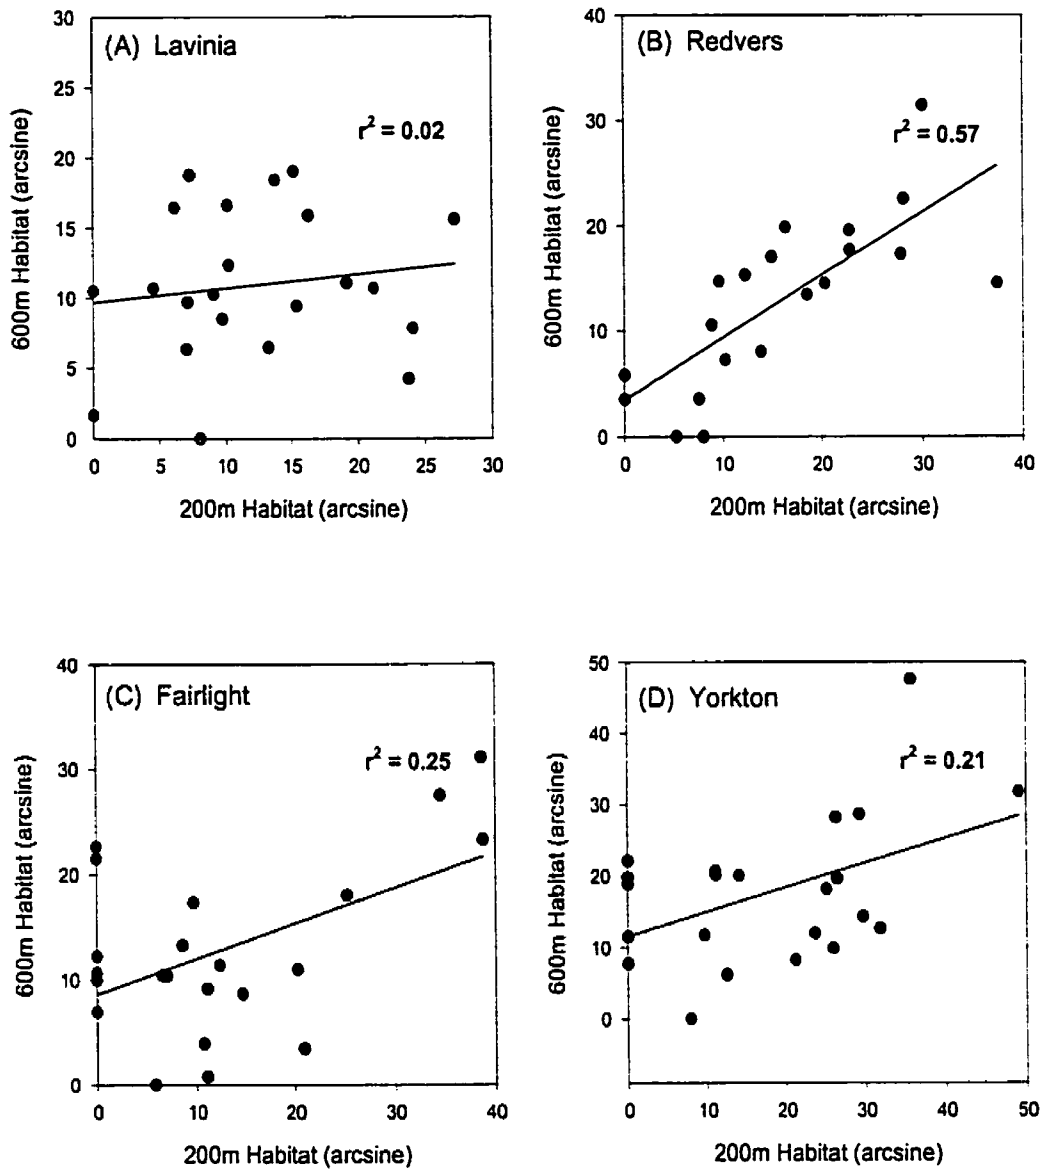 (A) Lavinia
r² = 0.02
600m Habitat (arcsine)
30
25
20
15
10
5
0
0 5 10 15 20 25 30
200m Habitat (arcsine)
(B) Redvers
r² = 0.57
600m Habitat (arcsine)
40
30
20
10
0
0 10 20 30 40
200m Habitat (arcsine)
(C) Fairlight
r² = 0.25
600m Habitat (arcsine)
40
30
20
10
0
0 10 20 30 40
200m Habitat (arcsine)
(D) Yorkton
r² = 0.21
600m Habitat (arcsine)
50
40
30
20
10
0
0 10 20 30 40 50
200m Habitat (arcsine)